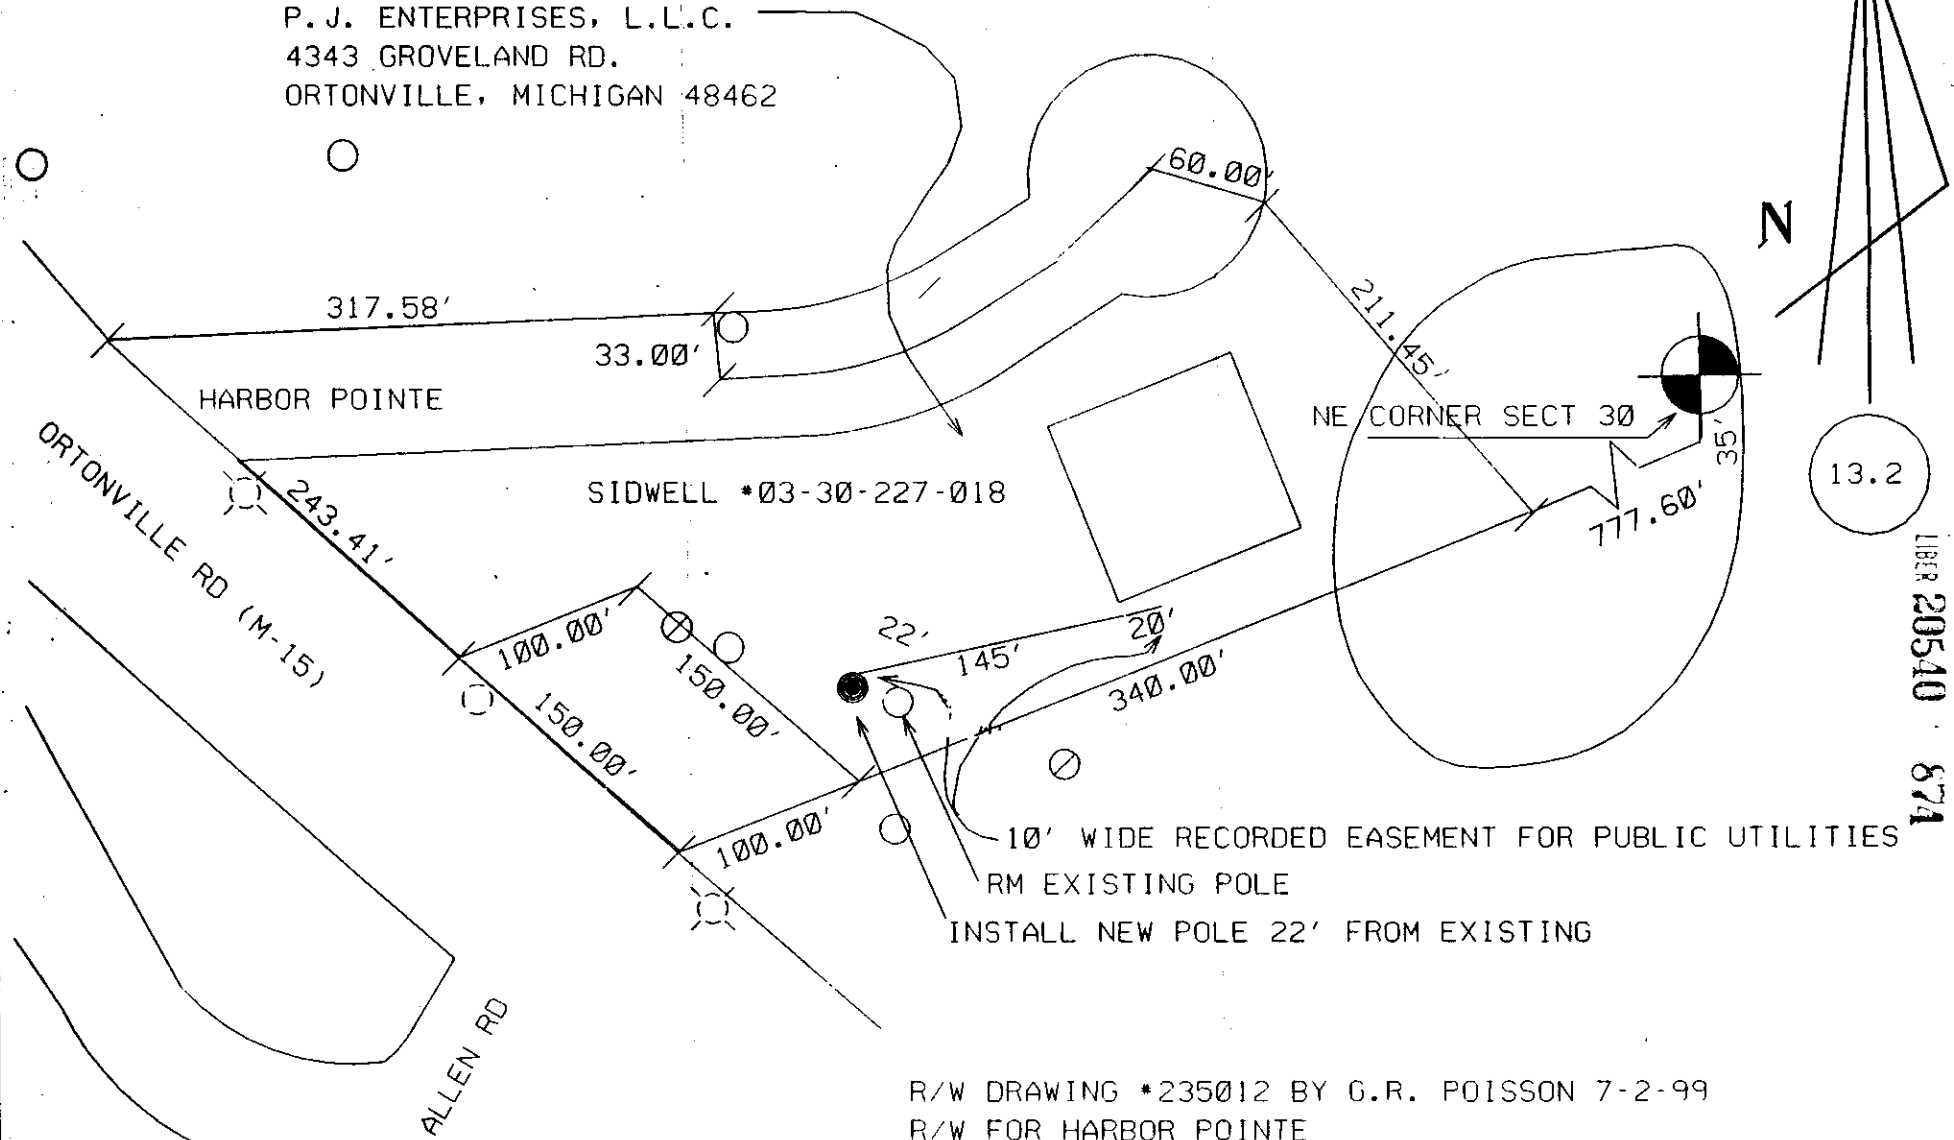 P.J. ENTERPRISES, L.L.C.
4343 GROVELAND RD.
ORTONVILLE, MICHIGAN 48462
60.00'
N
317.58'
33.00'
211.45'
HARBOR POINTE
NE CORNER SECT 30
35'
13.2
ORTONVILLE RD (M-15)
243.41'
SIDWELL *03-30-227-018
777.60'
LIBER 20540 874
100.00'
150.00'
22'
145'
20'
340.00'
150.00'
100.00'
10' WIDE RECORDED EASEMENT FOR PUBLIC UTILITIES
RM EXISTING POLE
INSTALL NEW POLE 22' FROM EXISTING
ALLEN RD
R/W DRAWING *235012 BY G.R. POISSON 7-2-99
R/W FOR HARBOR POINTE